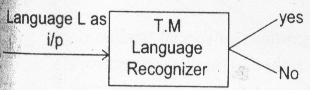 Language L as
i/p
T.M
Language
Recognizer
yes
No